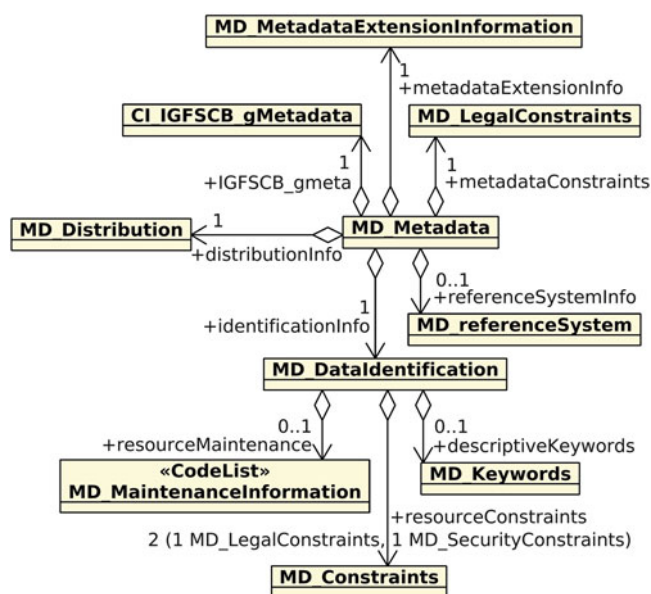 MD_MetadataExtensionInformation
1
+metadataExtensionInfo
CI_IGFSCB_gMetadata
MD_LegalConstraints
1
+IGFSCB_gmeta
1
+metadataConstraints
MD_Distribution
1
+distributionInfo
MD_Metadata
0..1
+referenceSystemInfo
1
+identificationInfo
MD_referenceSystem
MD_DataIdentification
0..1
+resourceMaintenance
0..1
+descriptiveKeywords
«CodeList»
MD_MaintenanceInformation
MD_Keywords
+resourceConstraints
2 (1 MD_LegalConstraints, 1 MD_SecurityConstraints)
MD_Constraints